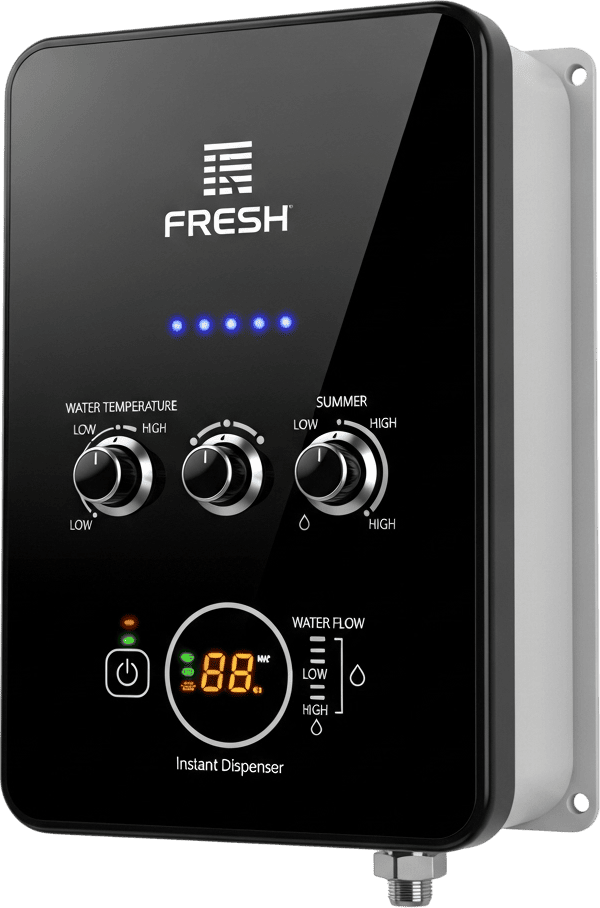 FRESH
WATER TEMPERATURE
LOW HIGH
LOW
SUMMER
LOW HIGH
HIGH
88
WATER FLOW
LOW
HIGH
Instant Dispenser